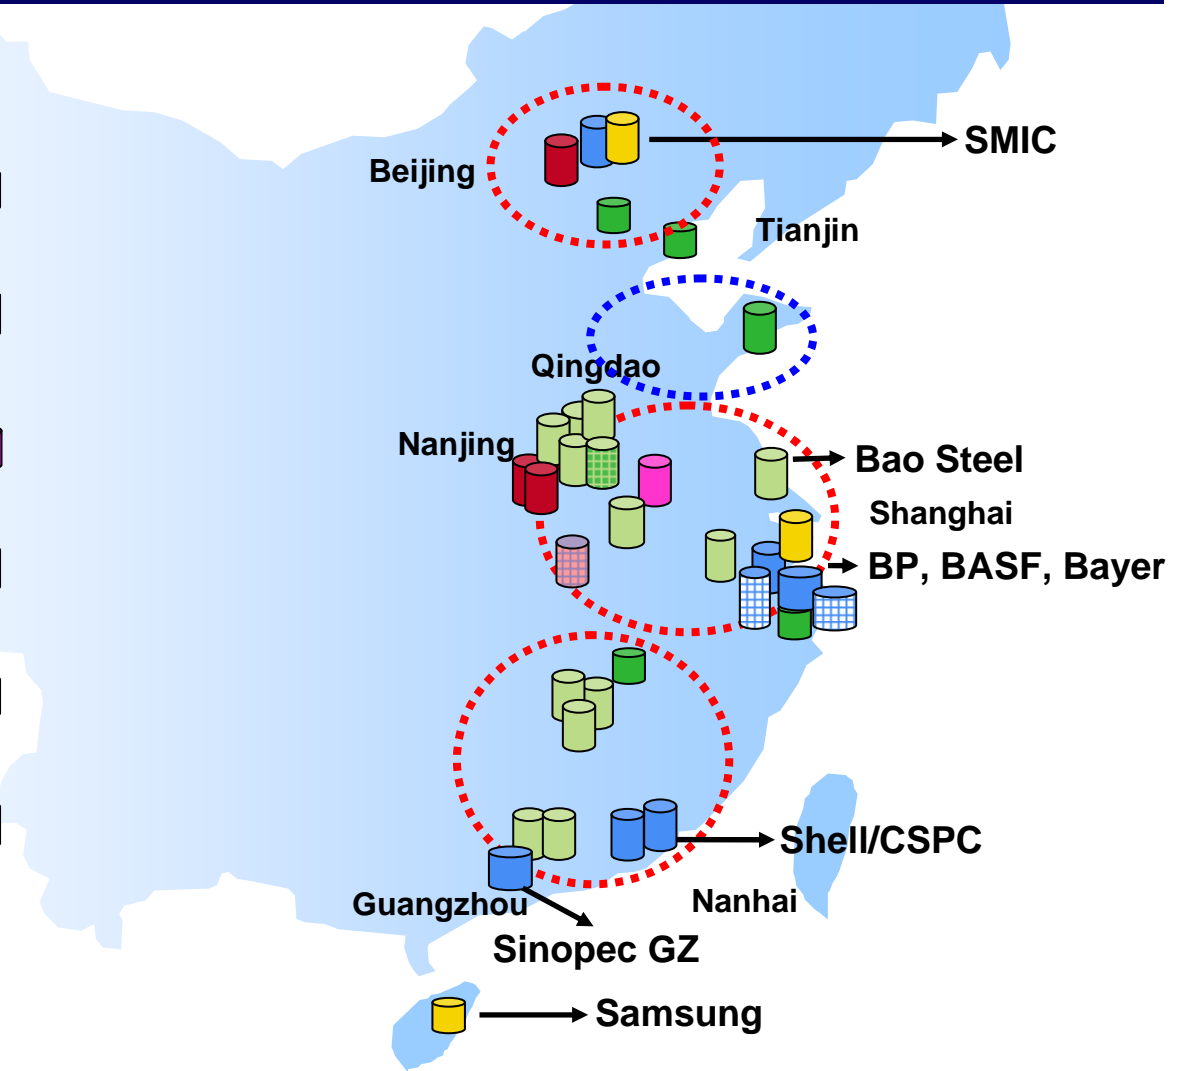 SMIC
Beijing
Tianjin
Qingdao
Nanjing
Bao Steel
Shanghai
BP, BASF, Bayer
Shell/CSPC
Guangzhou
Nanhai
Sinopec GZ
Samsung